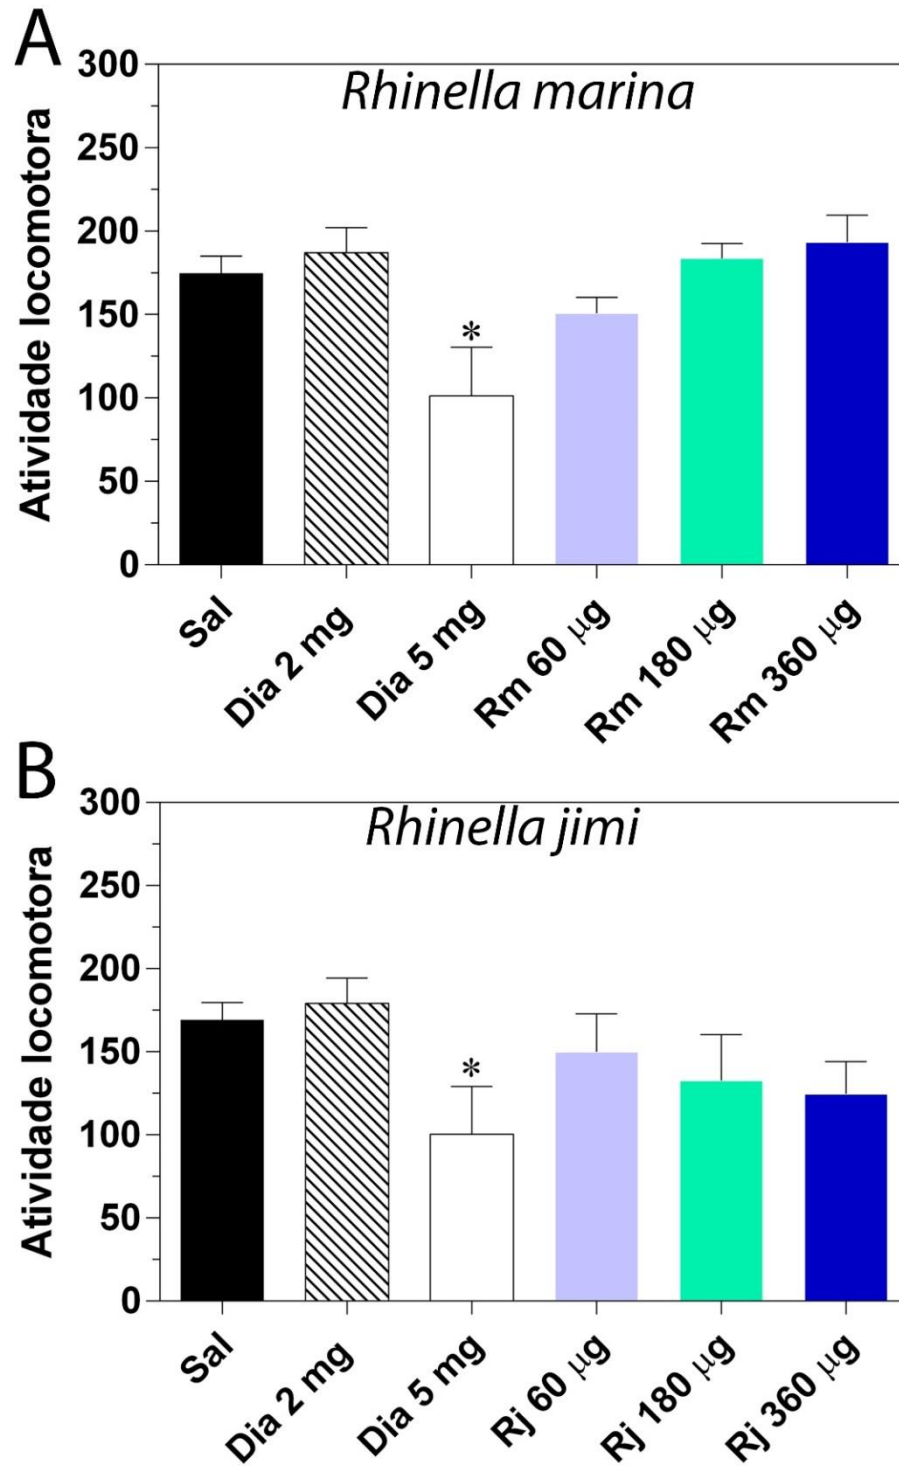 A
Rhinella marina
Atividade locomotora
300
250
200
150
100
50
0
*
Sal
Dia 2 mg
Dia 5 mg
Rm 60 μg
Rm 180 μg
Rm 360 μg
B
Rhinella jimi
Atividade locomotora
300
250
200
150
100
50
0
*
Sal
Dia 2 mg
Dia 5 mg
Rj 60 μg
Rj 180 μg
Rj 360 μg